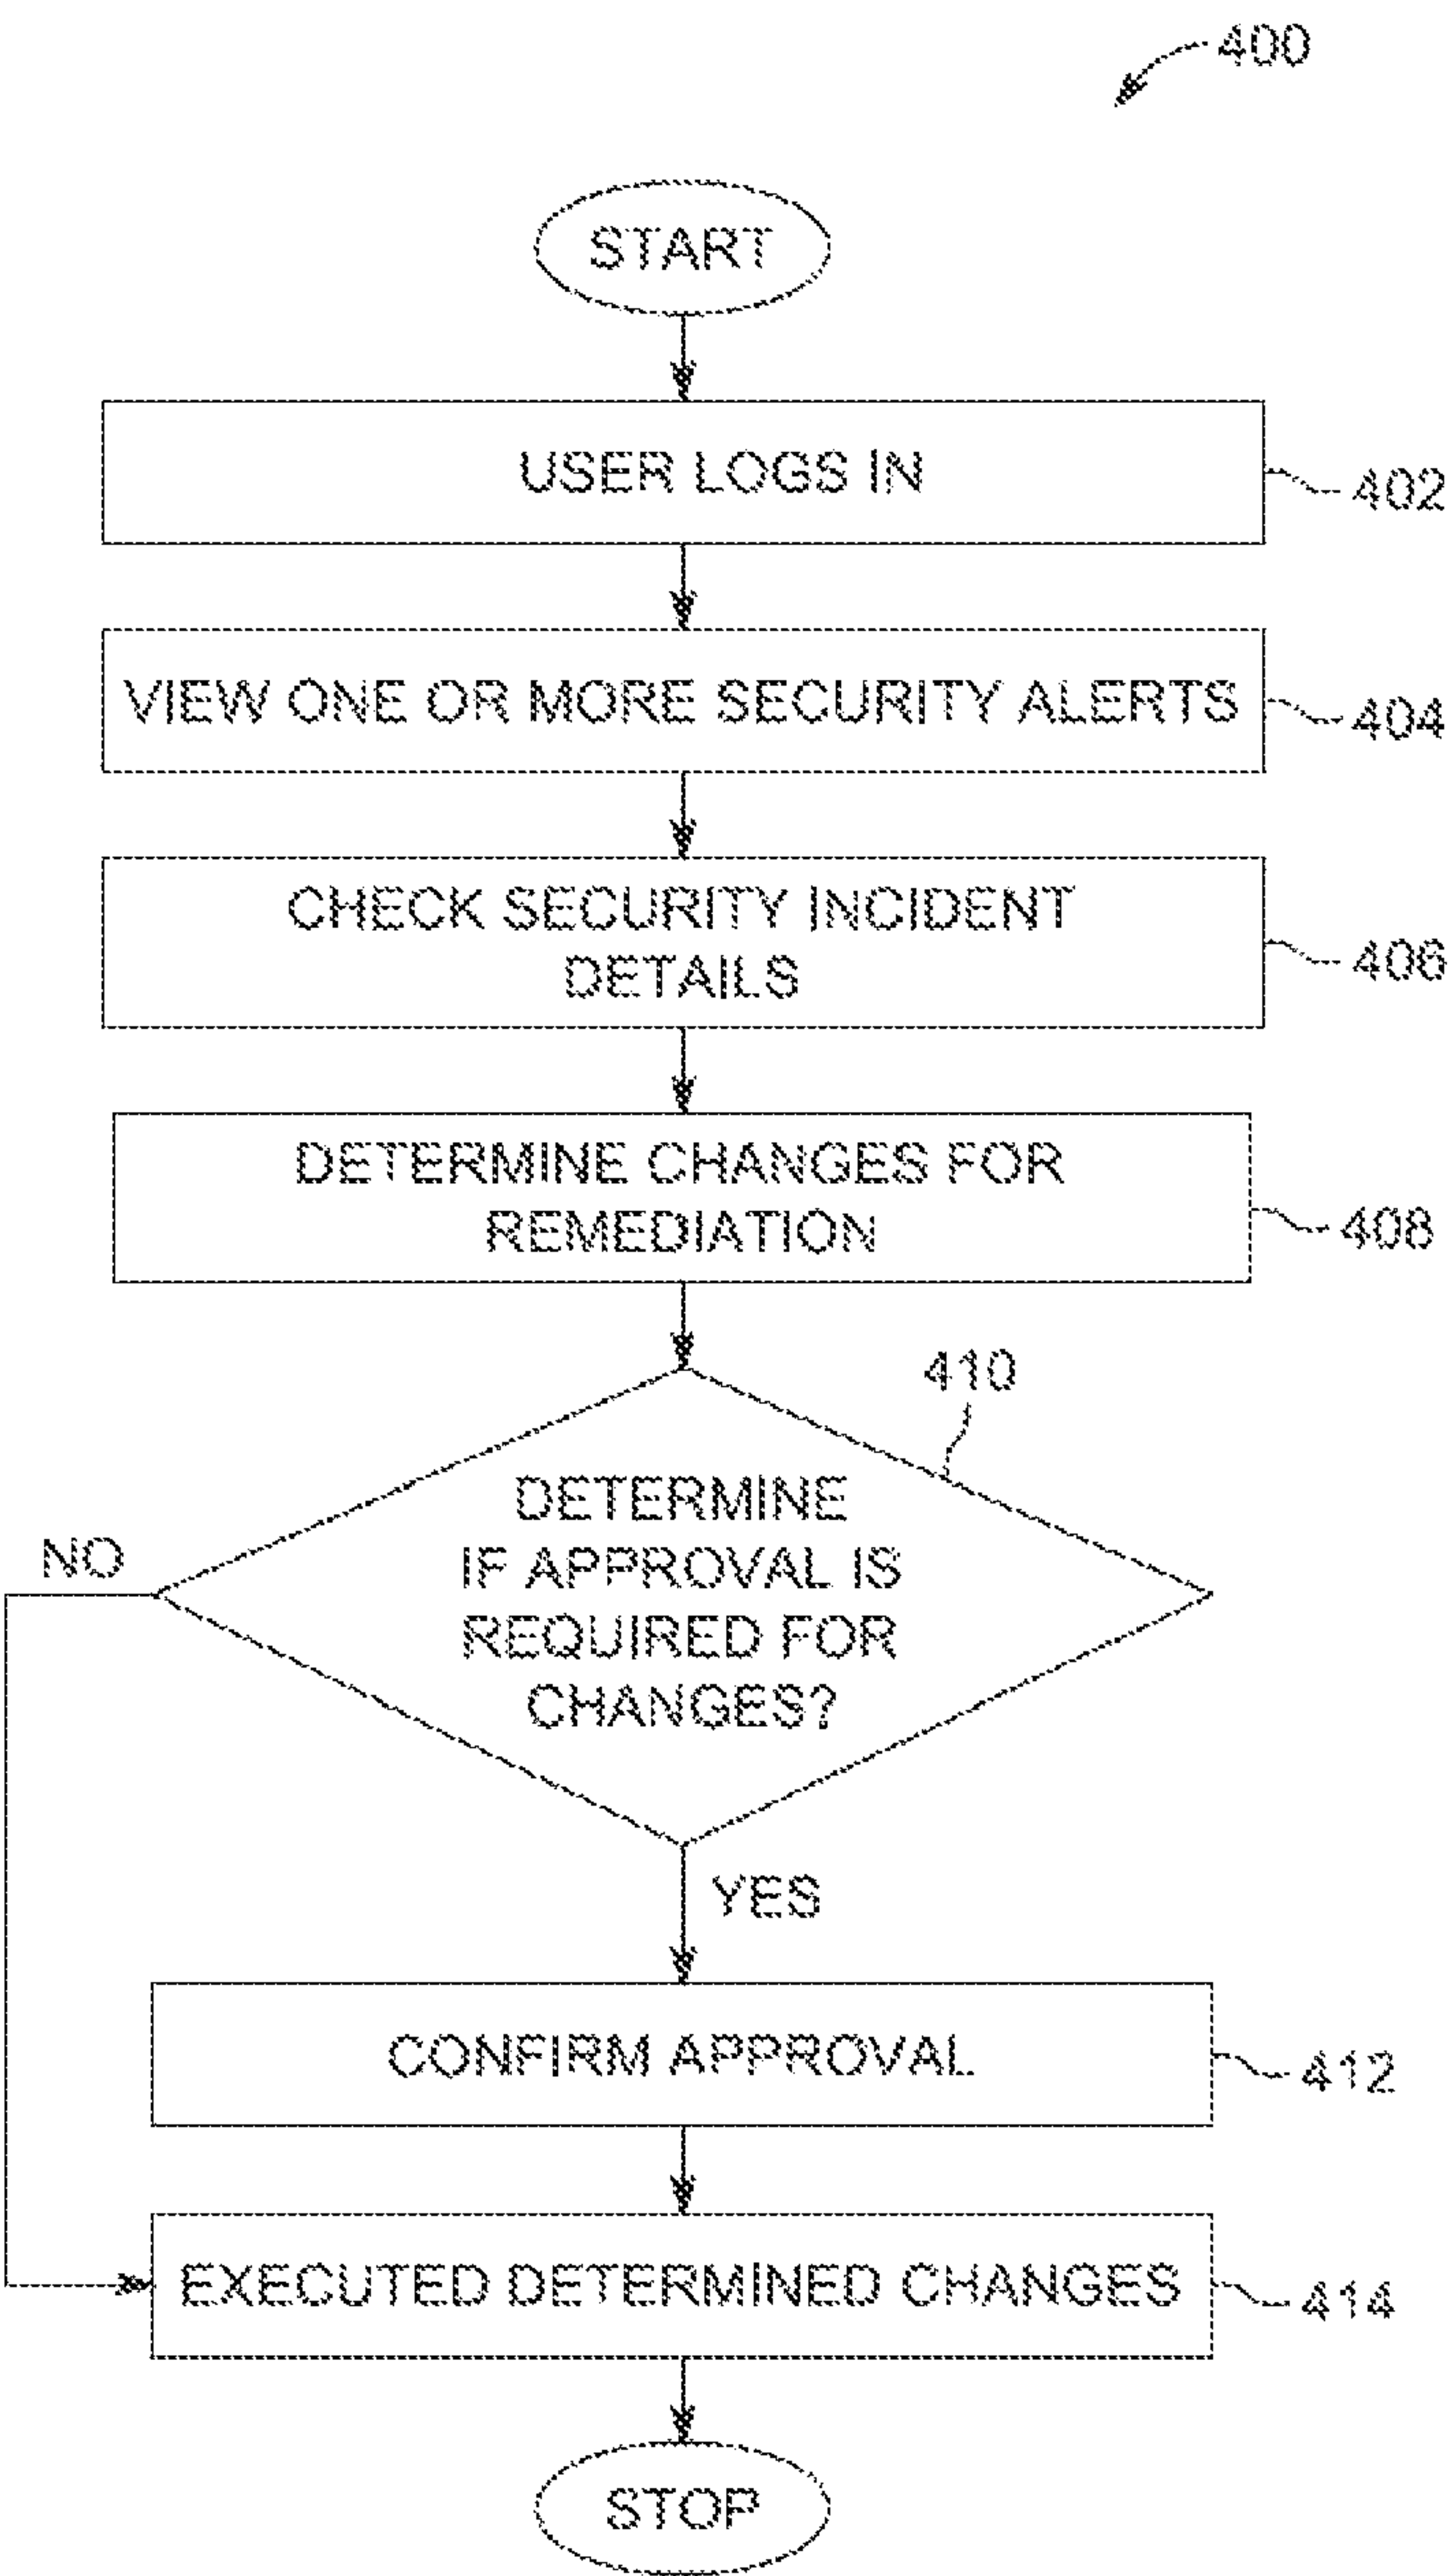 400
START
USER LOGS IN
402
VIEW ONE OR MORE SECURITY ALERTS
404
CHECK SECURITY INCIDENT
DETAILS
406
DETERMINE CHANGES FOR
REMEDIATION
408
410
DETERMINE
IF APPROVAL IS
REQUIRED FOR
CHANGES?
NO
YES
CONFIRM APPROVAL
412
EXECUTED DETERMINED CHANGES
414
STOP